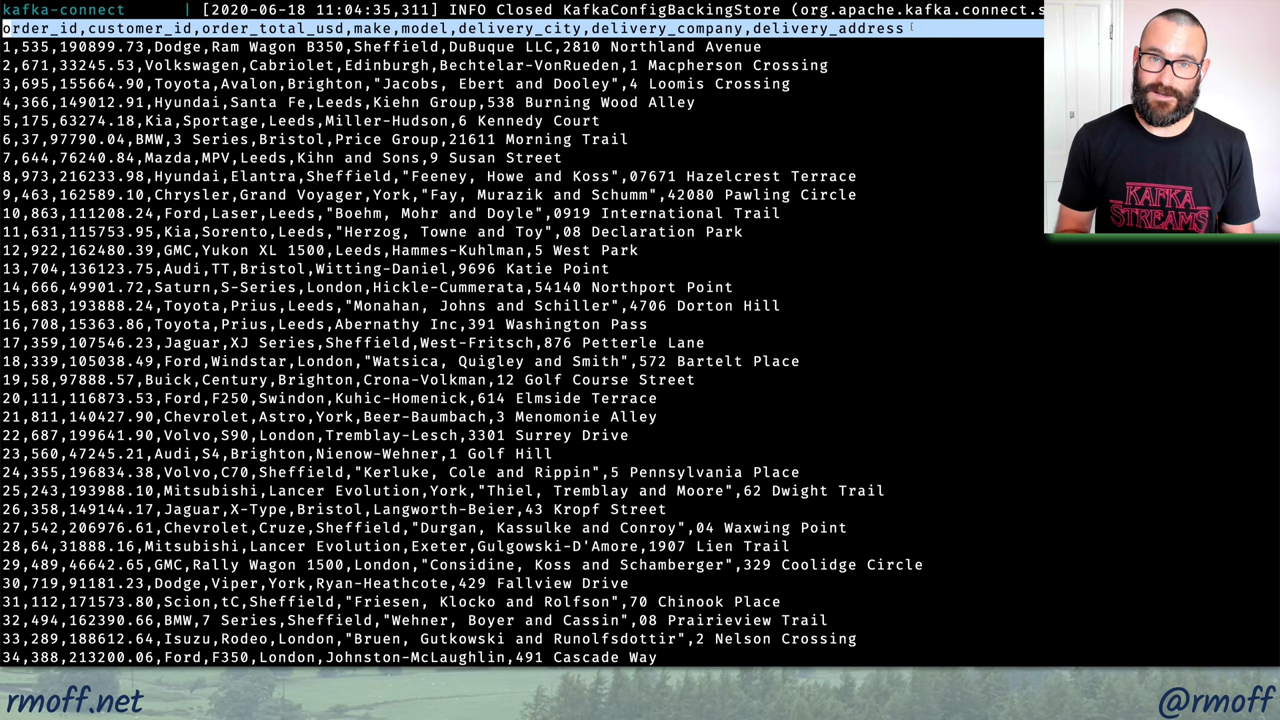 kafka-connect     | [2020-06-18 11:04:35,311] INFO Closed KafkaConfigBackingStore (org.apache.kafka.connect.s
order_id,customer_id,order_total_usd,make,model,delivery_city,delivery_company,delivery_address
1,535,190899.73,Dodge,Ram Wagon B350,Sheffield,DuBuque LLC,2810 Northland Avenue
2,671,33245.53,Volkswagen,Cabriolet,Edinburgh,Bechtelar-VonRueden,1 Macpherson Crossing
3,695,155664.90,Toyota,Avalon,Brighton,"Jacobs, Ebert and Dooley",4 Loomis Crossing
4,366,149012.91,Hyundai,Santa Fe,Leeds,Kiehn Group,538 Burning Wood Alley
5,175,63274.18,Kia,Sportage,Leeds,Miller-Hudson,6 Kennedy Court
6,37,97790.04,BMW,3 Series,Bristol,Price Group,21611 Morning Trail
7,644,76240.84,Mazda,MPV,Leeds,Kihn and Sons,9 Susan Street
8,973,216233.98,Hyundai,Elantra,Sheffield,"Feeney, Howe and Koss",07671 Hazelcrest Terrace
9,463,162589.10,Chrysler,Grand Voyager,York,"Fay, Murazik and Schumm",42080 Pawling Circle
10,863,111208.24,Ford,Laser,Leeds,"Boehm, Mohr and Doyle",0919 International Trail
11,631,115753.95,Kia,Sorento,Leeds,"Herzog, Towne and Toy",08 Declaration Park
12,922,162480.39,GMC,Yukon XL 1500,Leeds,Hammes-Kuhlman,5 West Park
13,704,136123.75,Audi,TT,Bristol,Witting-Daniel,9696 Katie Point
14,666,49901.72,Saturn,S-Series,London,Hickle-Cummerata,54140 Northport Point
15,683,193888.24,Toyota,Prius,Leeds,"Monahan, Johns and Schiller",4706 Dorton Hill
16,708,15363.86,Toyota,Prius,Leeds,Abernathy Inc,391 Washington Pass
17,359,107546.23,Jaguar,XJ Series,Sheffield,West-Fritsch,876 Petterle Lane
18,339,105038.49,Ford,Windstar,London,"Watsica, Quigley and Smith",572 Bartelt Place
19,58,97888.57,Buick,Century,Brighton,Crona-Volkman,12 Golf Course Street
20,111,116873.53,Ford,F250,Swindon,Kuhic-Homenick,614 Elmside Terrace
21,811,140427.90,Chevrolet,Astro,York,Beer-Baumbach,3 Menomonie Alley
22,687,199641.90,Volvo,S90,London,Tremblay-Lesch,3301 Surrey Drive
23,560,47245.21,Audi,S4,Brighton,Nienow-Wehner,1 Golf Hill
24,355,196834.38,Volvo,C70,Sheffield,"Kerluke, Cole and Rippin",5 Pennsylvania Place
25,243,193988.10,Mitsubishi,Lancer Evolution,York,"Thiel, Tremblay and Moore",62 Dwight Trail
26,358,149144.17,Jaguar,X-Type,Bristol,Langworth-Beier,43 Kropf Street
27,542,206976.61,Chevrolet,Cruze,Sheffield,"Durgan, Kassulke and Conroy",04 Waxwing Point
28,64,31888.16,Mitsubishi,Lancer Evolution,Exeter,Gulgowski-D'Amore,1907 Lien Trail
29,489,46642.65,GMC,Rally Wagon 1500,London,"Considine, Koss and Schamberger",329 Coolidge Circle
30,719,91181.23,Dodge,Viper,York,Ryan-Heathcote,429 Fallview Drive
31,112,171573.80,Scion,tC,Sheffield,"Friesen, Klocko and Rolfson",70 Chinook Place
32,494,162390.66,BMW,7 Series,Sheffield,"Wehner, Boyer and Cassin",08 Prairieview Trail
33,289,188612.64,Isuzu,Rodeo,London,"Bruen, Gutkowski and Runolfsdottir",2 Nelson Crossing
34,388,213200.06,Ford,F350,London,Johnston-McLaughlin,491 Cascade Way
KAFKA
STREAMS
rmoff.net
@rmoff